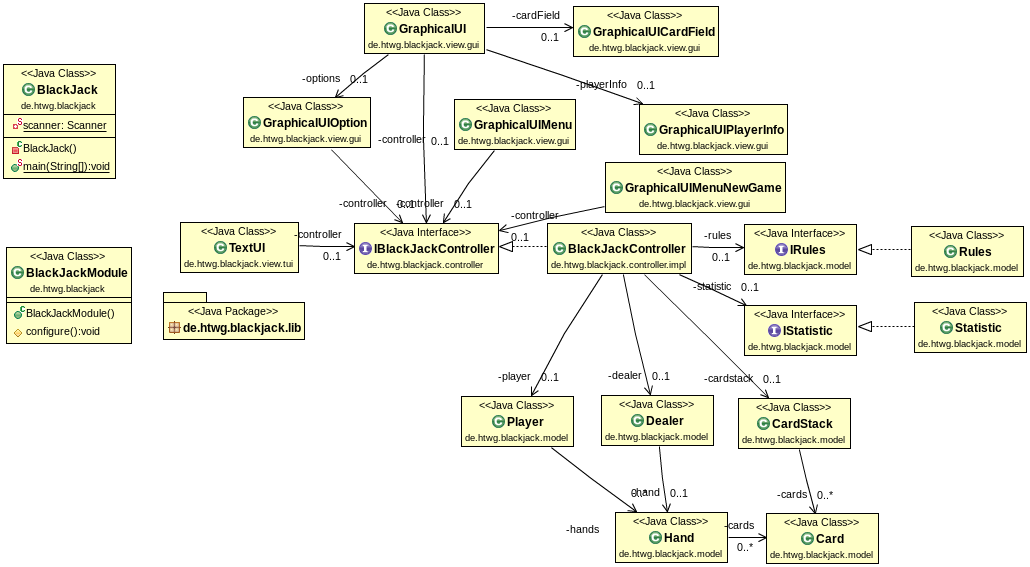 <<Java Class>>
GraphicalUI
de.htwg.blackjack.view.gui
-cardField
0..1
<<Java Class>>
GraphicalUICardField
de.htwg.blackjack.view.gui
<<Java Class>>
BlackJack
de.htwg.blackjack
scanner: Scanner
BlackJack()
main(String[]):void
-options
0..1
-playerInfo
0..1
<<Java Class>>
GraphicalUIOption
de.htwg.blackjack.view.gui
-controller
0..1
<<Java Class>>
GraphicalUIMenu
de.htwg.blackjack.view.gui
<<Java Class>>
GraphicalUIPlayerInfo
de.htwg.blackjack.view.gui
<<Java Class>>
GraphicalUIMenuNewGame
de.htwg.blackjack.view.gui
-controller
0..1
-controller
0..1
-controller
0..1
<<Java Class>>
TextUI
de.htwg.blackjack.view.tui
-controller
0..1
<<Java Interface>>
IBlackJackController
de.htwg.blackjack.controller
<<Java Class>>
BlackJackController
de.htwg.blackjack.controller.impl
-rules
0..1
<<Java Interface>>
IRules
de.htwg.blackjack.model
<<Java Class>>
Rules
de.htwg.blackjack.model
<<Java Class>>
BlackJackModule
de.htwg.blackjack
BlackJackModule()
configure():void
<<Java Package>>
de.htwg.blackjack.lib
-statistic
0..1
<<Java Interface>>
IStatistic
de.htwg.blackjack.model
<<Java Class>>
Statistic
de.htwg.blackjack.model
-player
0..1
-dealer
0..1
-cardstack
0..1
<<Java Class>>
Player
de.htwg.blackjack.model
<<Java Class>>
Dealer
de.htwg.blackjack.model
<<Java Class>>
CardStack
de.htwg.blackjack.model
0..*
-hand
0..1
-cards
0..*
-hands
<<Java Class>>
Hand
de.htwg.blackjack.model
-cards
0..*
<<Java Class>>
Card
de.htwg.blackjack.model